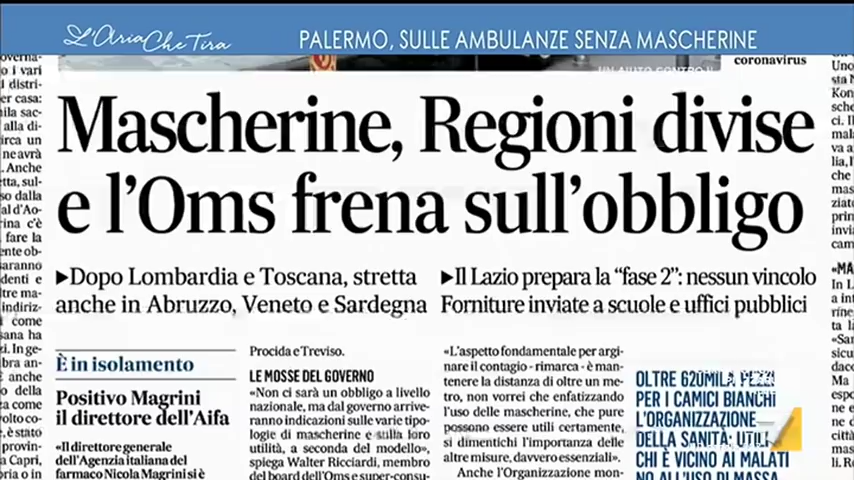 L'Aria Che Tira
PALERMO, SULLE AMBULANZE SENZA MASCHERINE
coronavirus
Mascherine, Regioni divise
e l'Oms frena sull'obbligo
▸Dopo Lombardia e Toscana, stretta
anche in Abruzzo, Veneto e Sardegna
▸Il Lazio prepara la "fase 2": nessun vincolo
Forniture inviate a scuole e uffici pubblici
È in isolamento
Positivo Magrini
il direttore dell'Aifa
«Il direttore generale
dell'Agenzia italiana del
farmaco Nicola Magrini si è
Procida e Treviso.
LE MOSSE DEL GOVERNO
«Non ci sarà un obbligo a livello
nazionale, ma dal governo arrive-
ranno indicazioni sulle varie tipo-
logie di mascherine e sulla loro
utilità, a seconda del modello»,
spiega Walter Ricciardi, membro
del board dell'Oms e super-consu-
«L'aspetto fondamentale per argi-
nare il contagio - rimarca - è man-
tenere la distanza di oltre un me-
tro, non vorrei che enfatizzando
l'uso delle mascherine, che pure
possono essere utili certamente,
si dimentichi l'importanza delle
altre misure, davvero essenziali».
Anche l'Organizzazione mon-
OLTRE 620MILA PEZZI
PER I CAMICI BIANCHI
L'ORGANIZZAZIONE
DELLA SANITÀ: UTILI
CHI È VICINO AI MALATI
NO ALL'USO DI MASSA